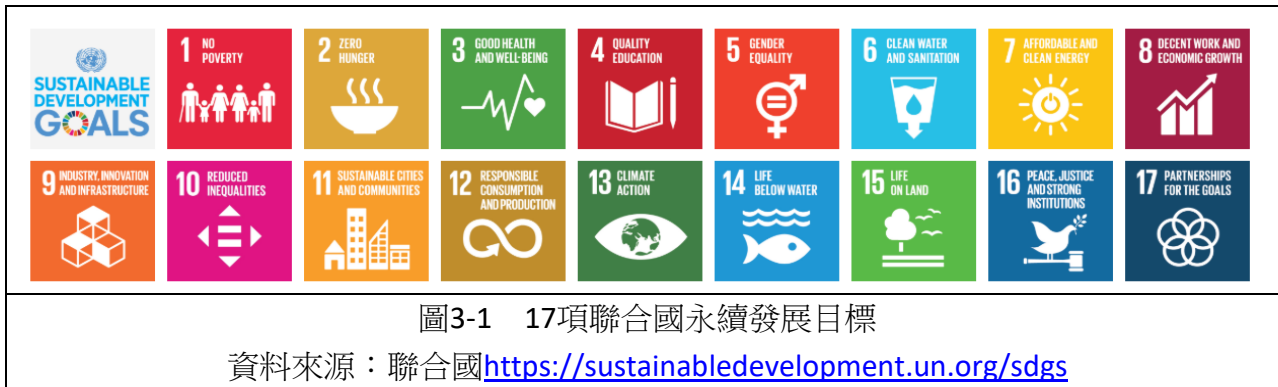 SUSTAINABLE
DEVELOPMENT
GOALS
1 NO
POVERTY
2 ZERO
HUNGER
3 GOOD HEALTH
AND WELL-BEING
4 QUALITY
EDUCATION
5 GENDER
EQUALITY
6 CLEAN WATER
AND SANITATION
7 AFFORDABLE AND
CLEAN ENERGY
8 DECENT WORK AND
ECONOMIC GROWTH
9 INDUSTRY, INNOVATION
AND INFRASTRUCTURE
10 REDUCED
INEQUALITIES
11 SUSTAINABLE CITIES
AND COMMUNITIES
12 RESPONSIBLE
CONSUMPTION
AND PRODUCTION
13 CLIMATE
ACTION
14 LIFE
BELOW WATER
15 LIFE
ON LAND
16 PEACE, JUSTICE
AND STRONG
INSTITUTIONS
17 PARTNERSHIPS
FOR THE GOALS
圖3-1 17項聯合國永續發展目標
資料來源：聯合國https://sustainabledevelopment.un.org/sdgs